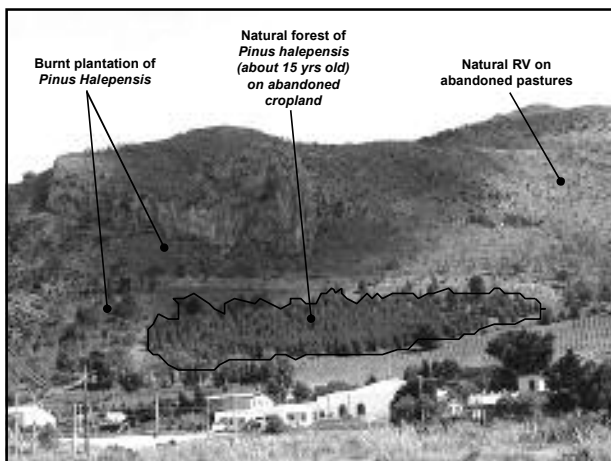 Burnt plantation of
Pinus Halepensis
Natural forest of
Pinus halepensis
(about 15 yrs old)
on abandoned
cropland
Natural RV on
abandoned pastures